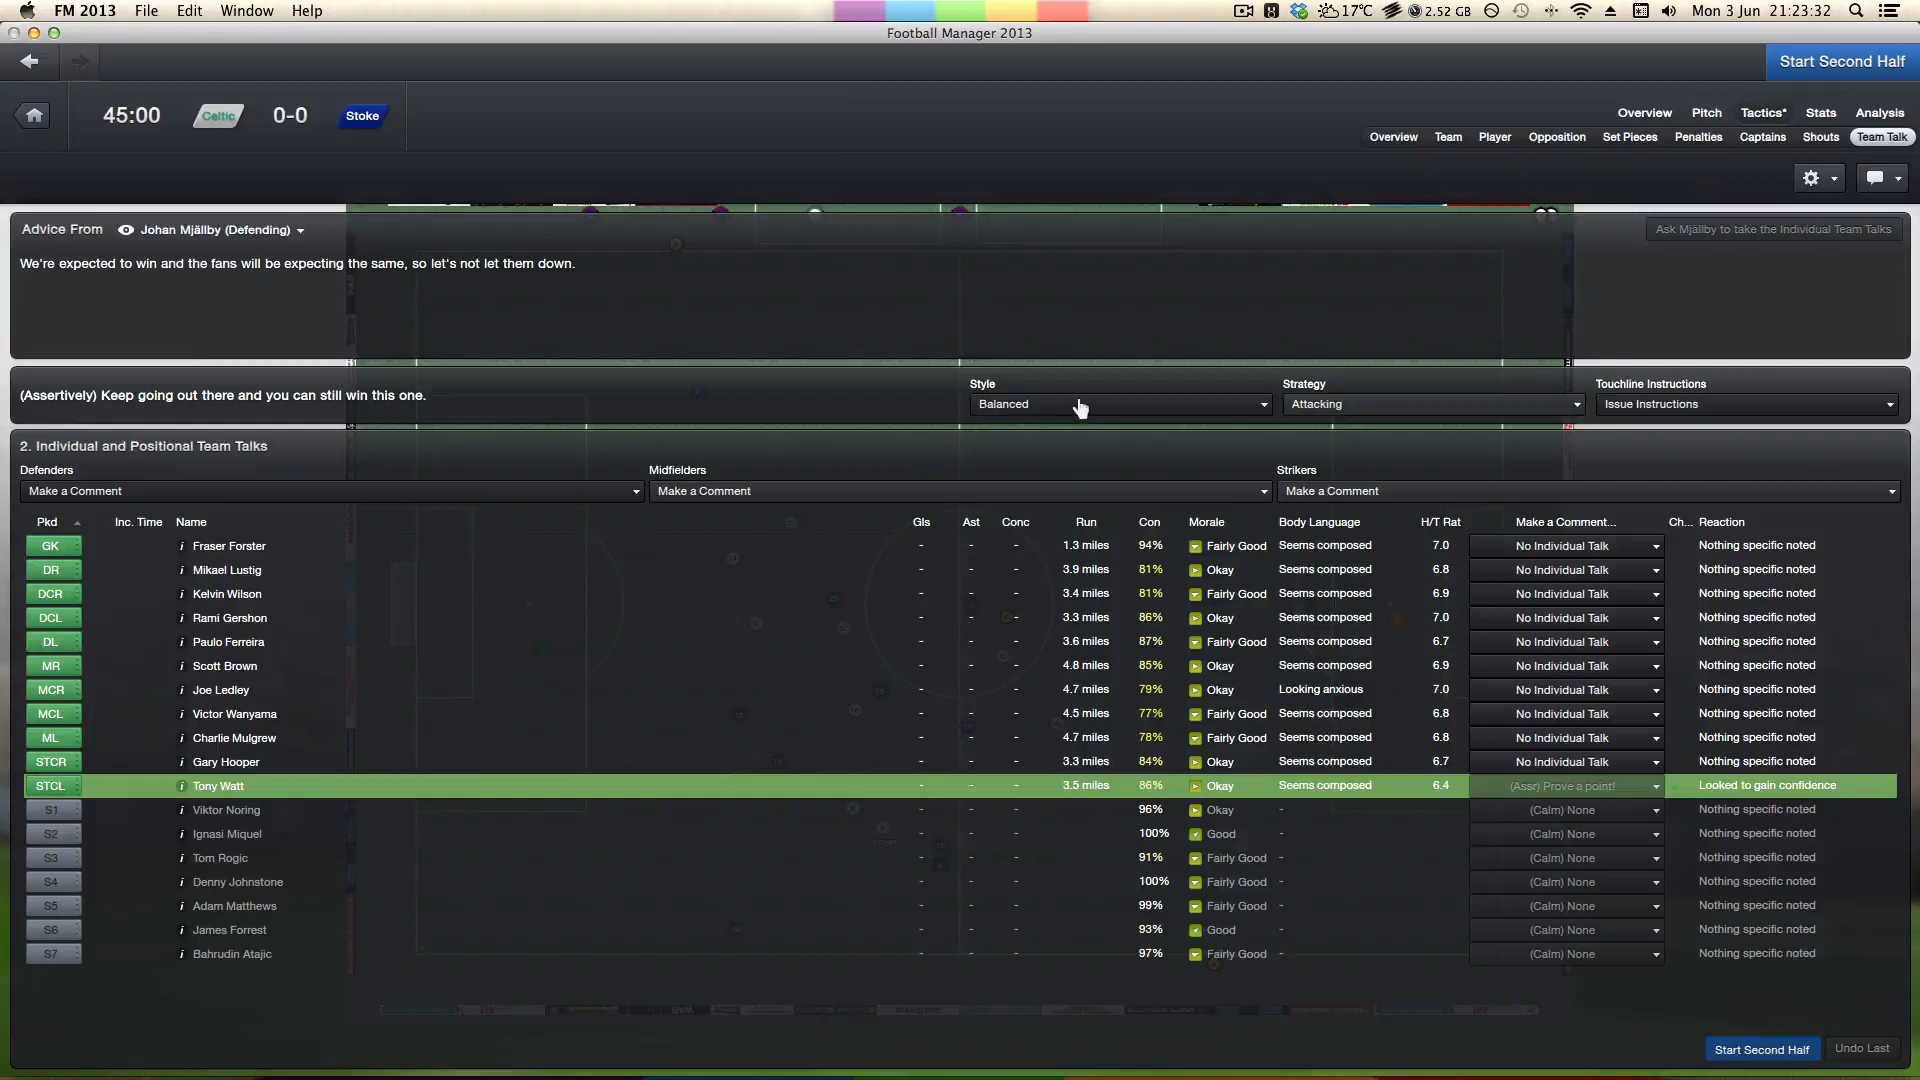 FM 2013 File Edit Window Help 17°C 2.52 GB Mon 3 Jun 21:23:32
Football Manager 2013
Start Second Half
45:00 Celtic 0-0 Stoke
Overview Pitch Tactics* Stats Analysis
Overview Team Player Opposition Set Pieces Penalties Captains Shouts Team Talk
Advice From Johan Mjällby (Defending) Ask Mjällby to take the Individual Team Talks
We're expected to win and the fans will be expecting the same, so let's not let them down.
Style Strategy Touchline Instructions
(Assertively) Keep going out there and you can still win this one. Balanced Attacking Issue Instructions
2. Individual and Positional Team Talks
Defenders Midfielders Strikers
Make a Comment Make a Comment Make a Comment
Pkd Inc. Time Name Gls Ast Conc Run Con Morale Body Language H/T Rat Make a Comment... Ch... Reaction
GK i Fraser Forster - - - 1.3 miles 94% Fairly Good Seems composed 7.0 No Individual Talk Nothing specific noted
DR i Mikael Lustig - - - 3.9 miles 81% Okay Seems composed 6.8 No Individual Talk Nothing specific noted
DCR i Kelvin Wilson - - - 3.4 miles 81% Fairly Good Seems composed 6.9 No Individual Talk Nothing specific noted
DCL i Rami Gershon - - - 3.3 miles 86% Okay Seems composed 7.0 No Individual Talk Nothing specific noted
DL i Paulo Ferreira - - - 3.6 miles 87% Fairly Good Seems composed 6.7 No Individual Talk Nothing specific noted
MR i Scott Brown - - - 4.8 miles 85% Okay Seems composed 6.9 No Individual Talk Nothing specific noted
MCR i Joe Ledley - - - 4.7 miles 79% Okay Looking anxious 7.0 No Individual Talk Nothing specific noted
MCL i Victor Wanyama - - - 4.5 miles 77% Fairly Good Seems composed 6.8 No Individual Talk Nothing specific noted
ML i Charlie Mulgrew - - - 4.7 miles 78% Fairly Good Seems composed 6.8 No Individual Talk Nothing specific noted
STCR i Gary Hooper - - - 3.3 miles 84% Okay Seems composed 6.7 No Individual Talk Nothing specific noted
STCL i Tony Watt - - - 3.5 miles 86% Okay Seems composed 6.4 (Assr) Prove a point! Looked to gain confidence
S1 i Viktor Noring - - - 96% Okay - (Calm) None Nothing specific noted
S2 i Ignasi Miquel - - - 100% Good - (Calm) None Nothing specific noted
S3 i Tom Rogic - - - 91% Fairly Good - (Calm) None Nothing specific noted
S4 i Denny Johnstone - - - 100% Fairly Good - (Calm) None Nothing specific noted
S5 i Adam Matthews - - - 99% Fairly Good - (Calm) None Nothing specific noted
S6 i James Forrest - - - 93% Good - (Calm) None Nothing specific noted
S7 i Bahrudin Atajic - - - 97% Fairly Good - (Calm) None Nothing specific noted
Start Second Half Undo Last